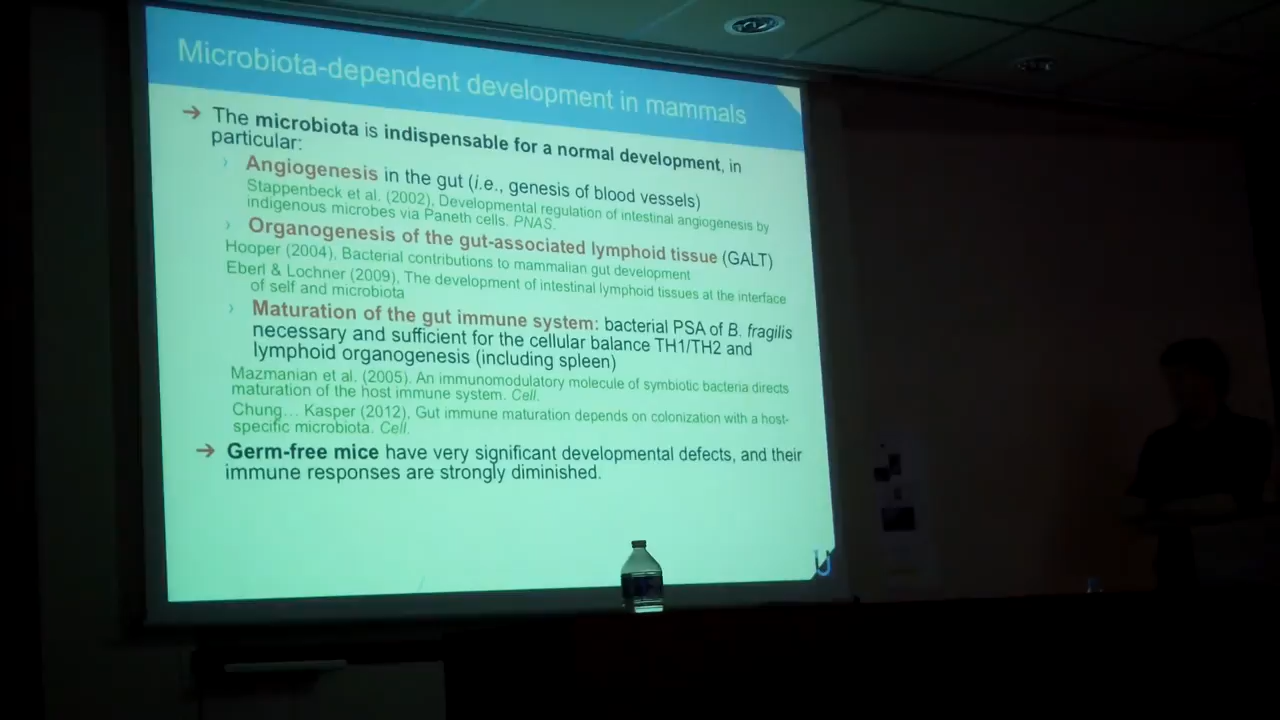 Microbiota-dependent development in mammals
→ The microbiota is indispensable for a normal development, in
particular:
› Angiogenesis in the gut (i.e., genesis of blood vessels)
Stappenbeck et al. (2002), Developmental regulation of intestinal angiogenesis by
indigenous microbes via Paneth cells. PNAS.
› Organogenesis of the gut-associated lymphoid tissue (GALT)
Hooper (2004), Bacterial contributions to mammalian gut development
Eberl & Lochner (2009), The development of intestinal lymphoid tissues at the interface
of self and microbiota
› Maturation of the gut immune system: bacterial PSA of B. fragilis
necessary and sufficient for the cellular balance TH1/TH2 and
lymphoid organogenesis (including spleen)
Mazmanian et al. (2005). An immunomodulatory molecule of symbiotic bacteria directs
maturation of the host immune system. Cell.
Chung... Kasper (2012), Gut immune maturation depends on colonization with a host-
specific microbiota. Cell.
→ Germ-free mice have very significant developmental defects, and their
immune responses are strongly diminished.